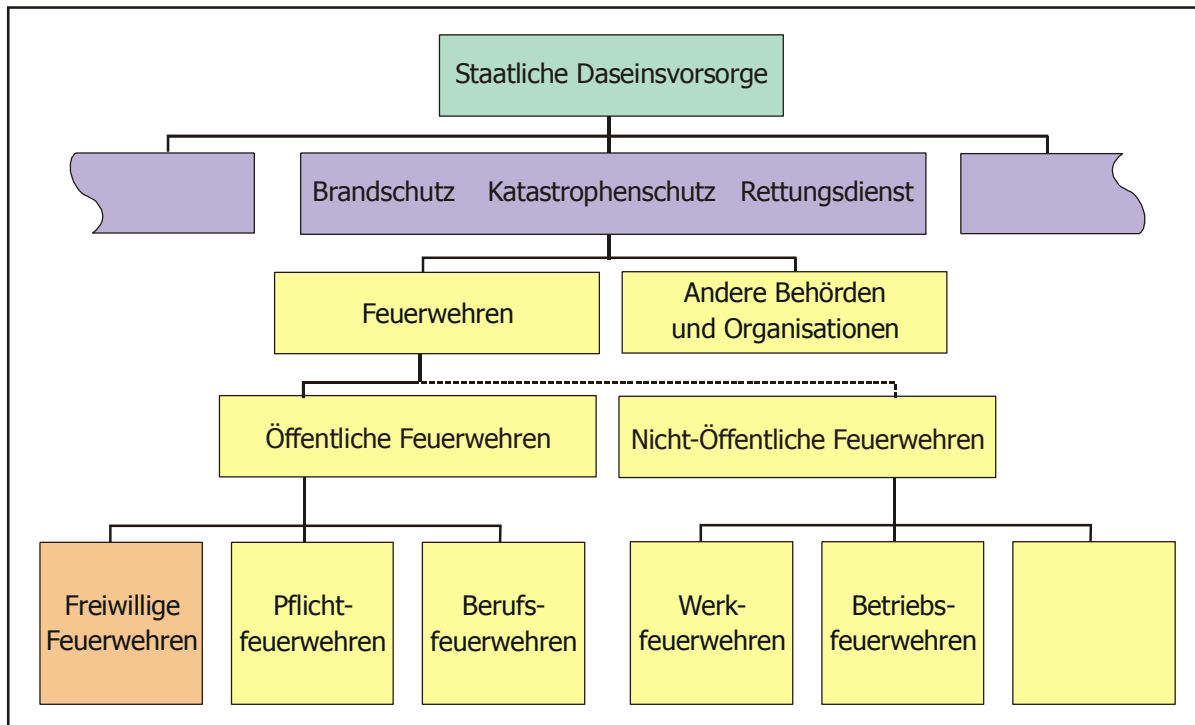 Staatliche Daseinsvorsorge
Brandschutz Katastrophenschutz Rettungsdienst
Feuerwehren
Andere Behörden
und Organisationen
Öffentliche Feuerwehren
Nicht-Öffentliche Feuerwehren
Freiwillige
Feuerwehren
Pflicht-
feuerwehren
Berufs-
feuerwehren
Werk-
feuerwehren
Betriebs-
feuerwehren